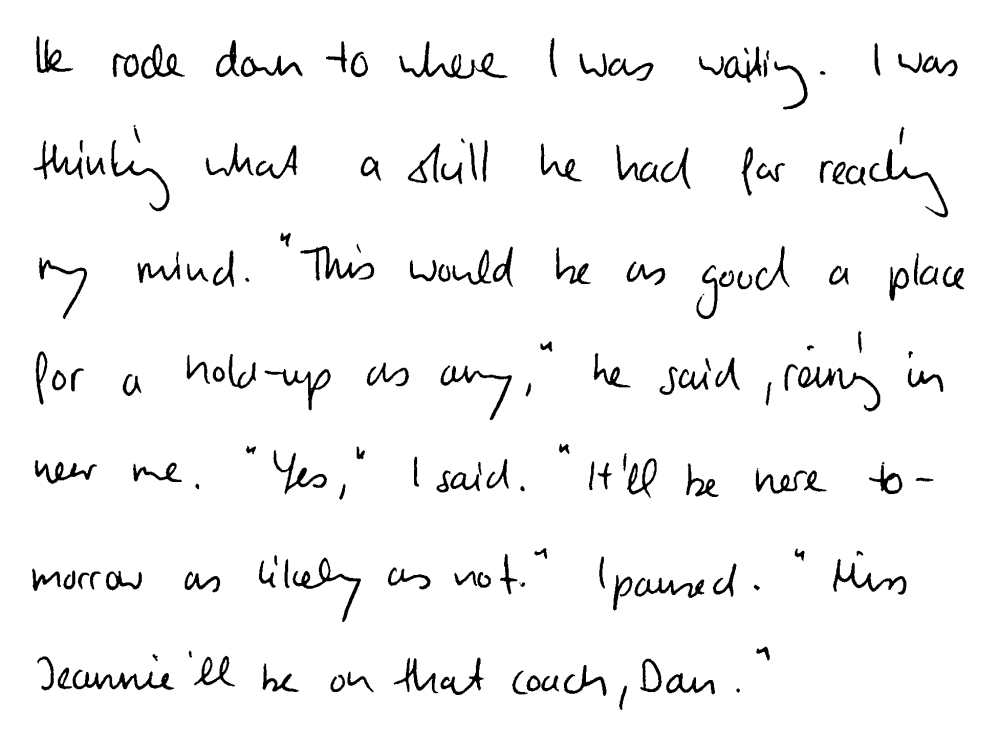 He rode down to where I was waiting. I was
thinking what a skill he had for reading
my mind. "This would be as good a place
for a hold-up as any," he said, reining in
near me. "Yes," I said. "It'll be here to-
morrow as likely as not." I paused. "Miss
Jeannie'll be on that coach, Dan."